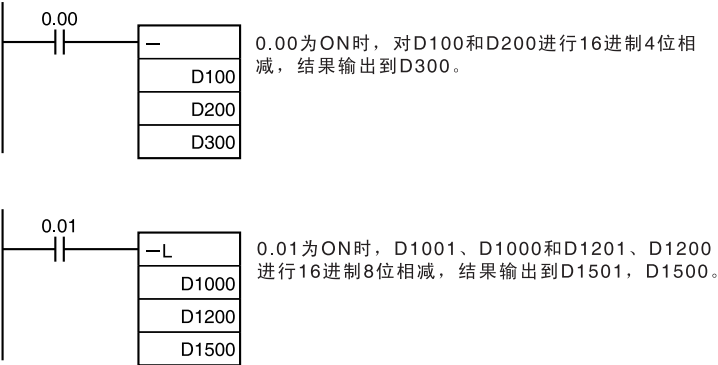 0.00
－
D100
D200
D300
0.00为ON时，对D100和D200进行16进制4位相
减，结果输出到D300。
0.01
－L
D1000
D1200
D1500
0.01为ON时，D1001、D1000和D1201、D1200
进行16进制8位相减，结果输出到D1501，D1500。